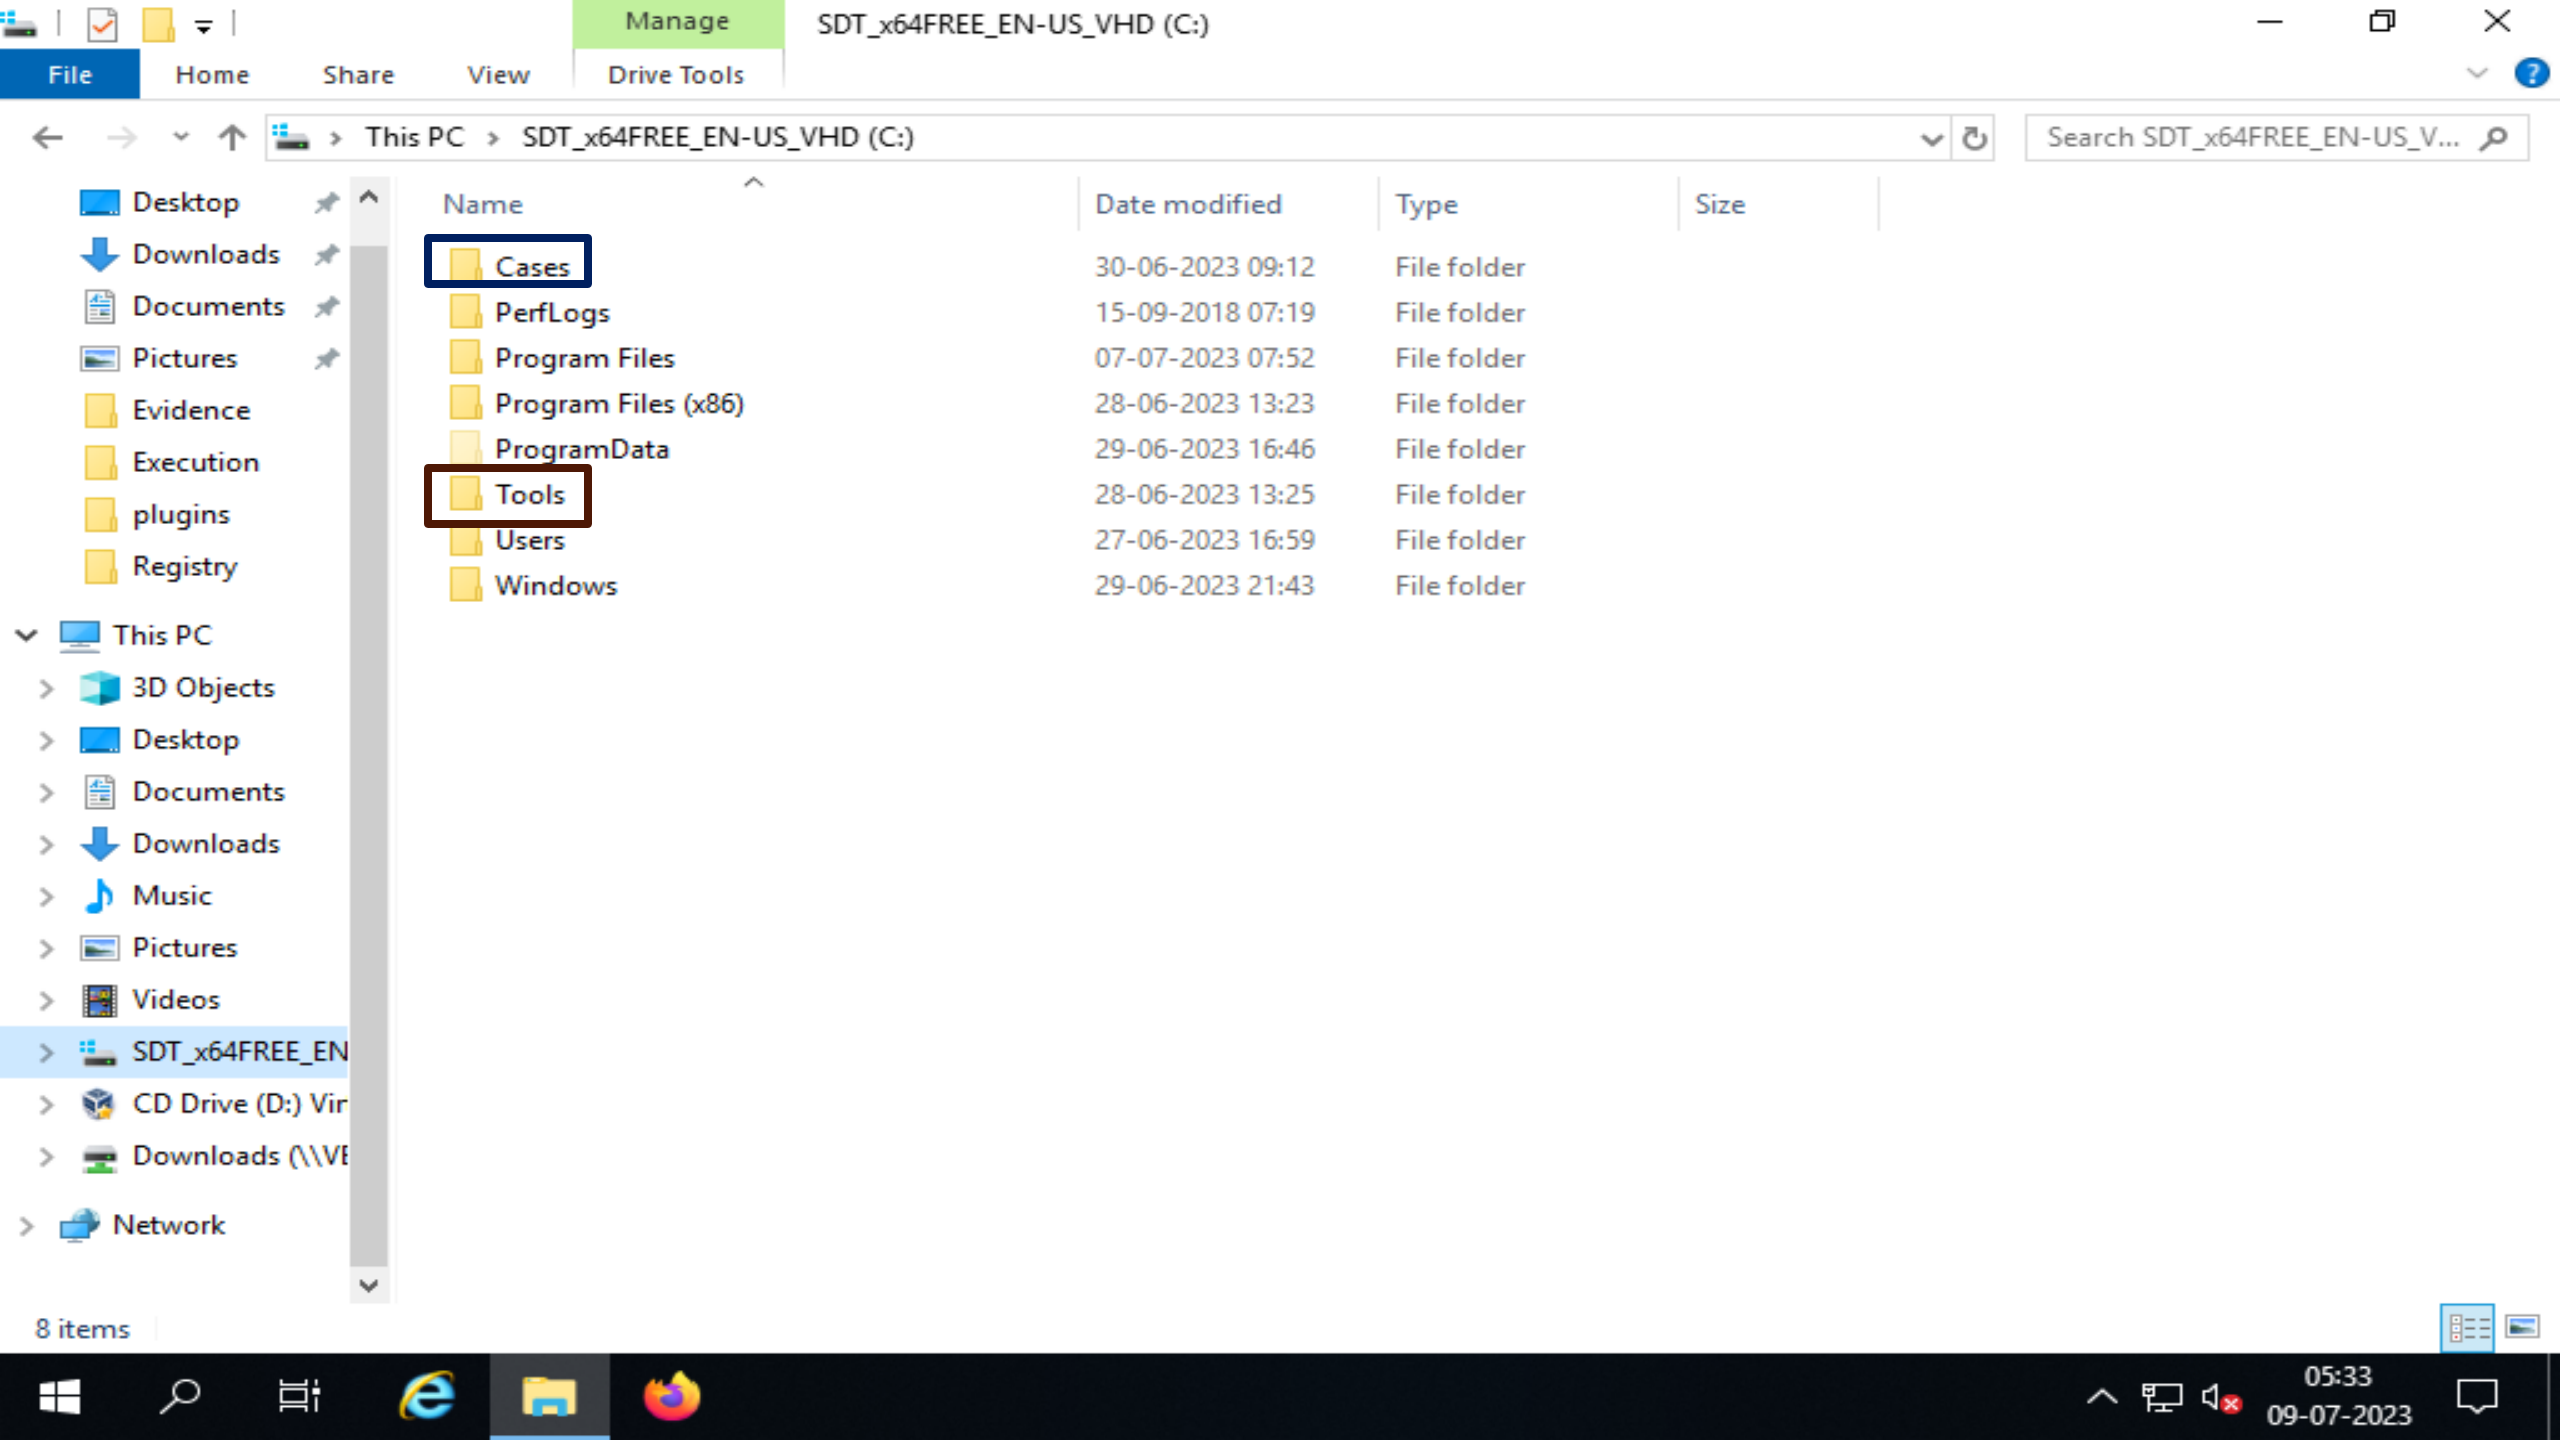 Manage
SDT_x64FREE_EN-US_VHD (C:)
File
Home
Share
View
Drive Tools
?
This PC
SDT_x64FREE_EN-US_VHD (C:)
Search SDT_x64FREE_EN-US_V...
Name
Date modified
Type
Size
Desktop
Downloads
Documents
Pictures
Evidence
Execution
plugins
Registry
This PC
3D Objects
Desktop
Documents
Downloads
Music
Pictures
Videos
SDT_x64FREE_EN
CD Drive (D:) Vir
Downloads (\\VE
Network
Cases 30-06-2023 09:12 File folder
PerfLogs 15-09-2018 07:19 File folder
Program Files 07-07-2023 07:52 File folder
Program Files (x86) 28-06-2023 13:23 File folder
ProgramData 29-06-2023 16:46 File folder
Tools 28-06-2023 13:25 File folder
Users 27-06-2023 16:59 File folder
Windows 29-06-2023 21:43 File folder
8 items
05:33
09-07-2023